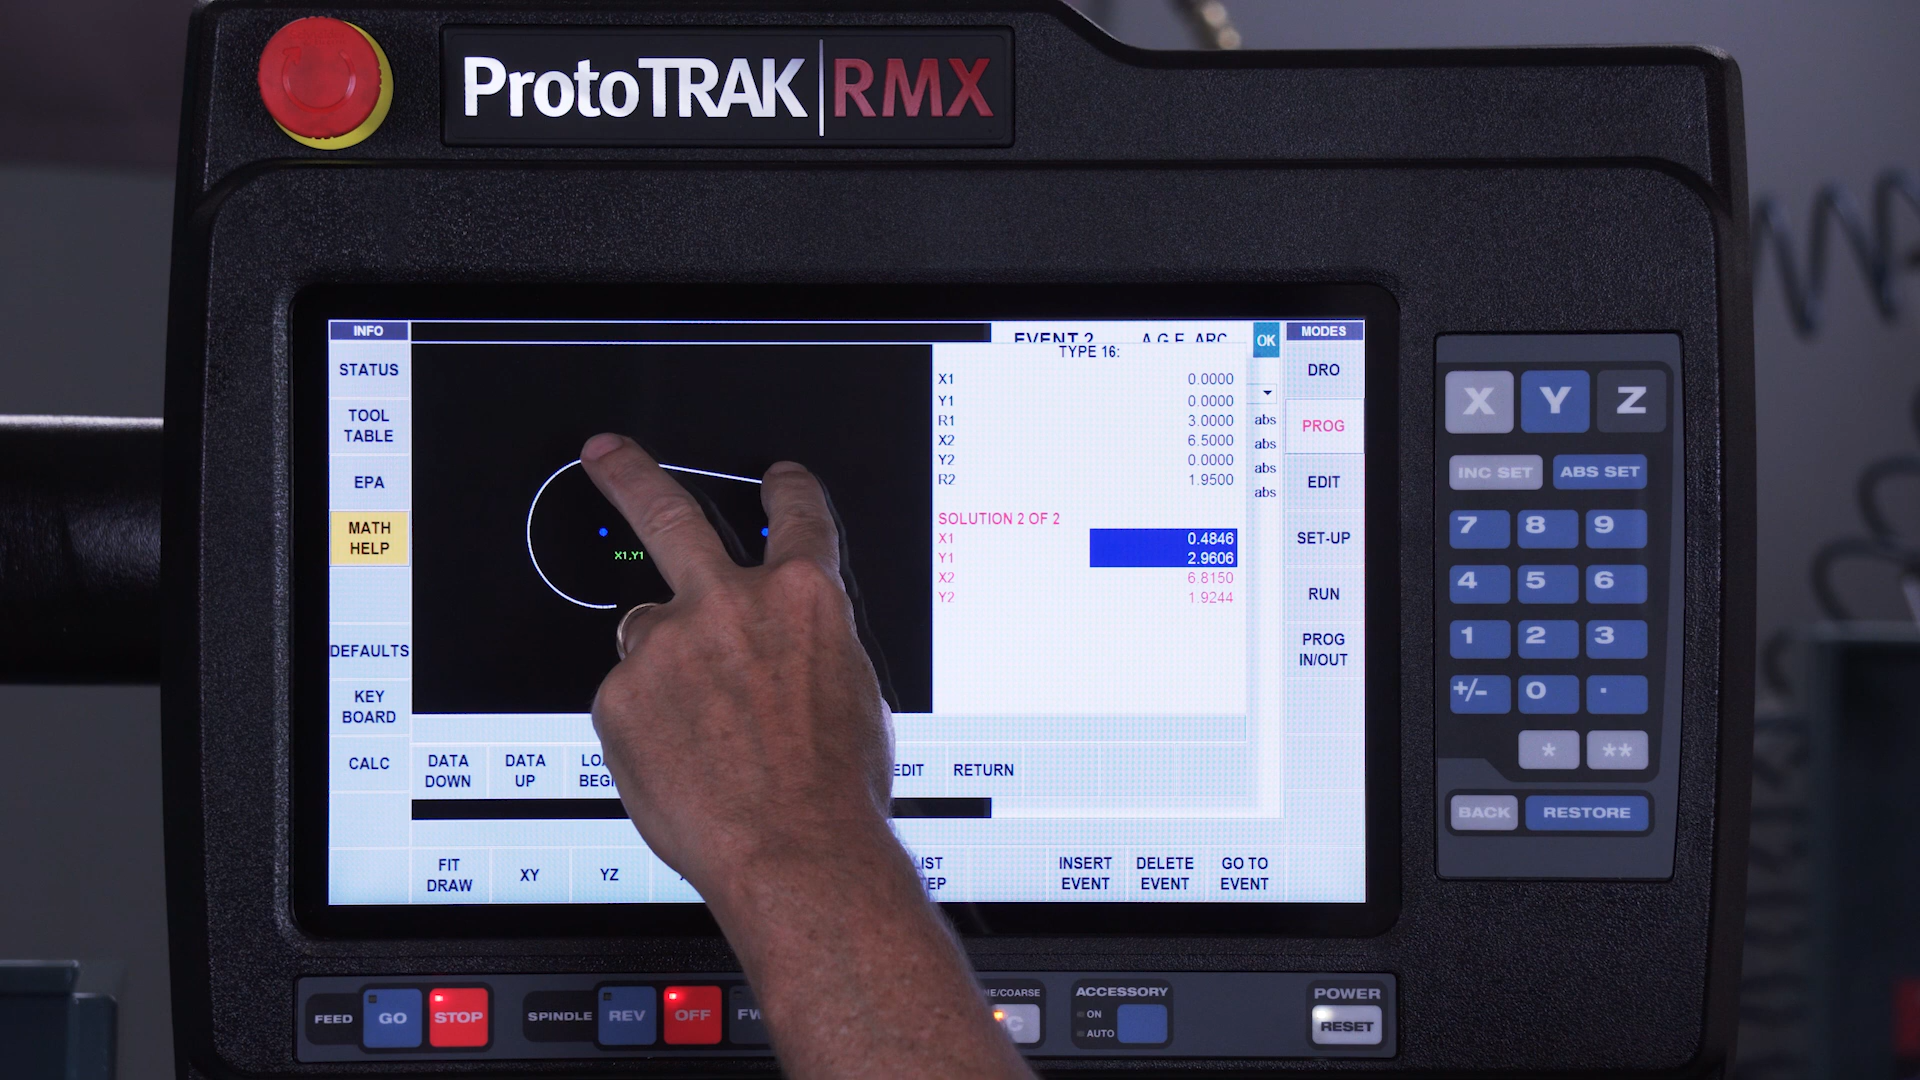 ProtoTRAK RMX
INFO
STATUS
TOOL
TABLE
EPA
MATH
HELP
DEFAULTS
KEY
BOARD
CALC
X1,Y1
EVENT 2 A.G.E. ARC
TYPE 16:
OK
X1 0.0000
Y1 0.0000
R1 3.0000 abs
X2 6.5000 abs
Y2 0.0000 abs
R2 1.9500 abs
SOLUTION 2 OF 2
X1 0.4846
Y1 2.9606
X2 6.8150
Y2 1.9244
DATA
DOWN
DATA
UP
EDIT
RETURN
FIT
DRAW
XY
YZ
INSERT
EVENT
DELETE
EVENT
GO TO
EVENT
MODES
DRO
PROG
EDIT
SET-UP
RUN
PROG
IN/OUT
X Y Z
INC SET ABS SET
7 8 9
4 5 6
1 2 3
+/- 0 .
* **
BACK RESTORE
FEED GO STOP
SPINDLE REV OFF
ACCESSORY
ON
AUTO
POWER
RESET